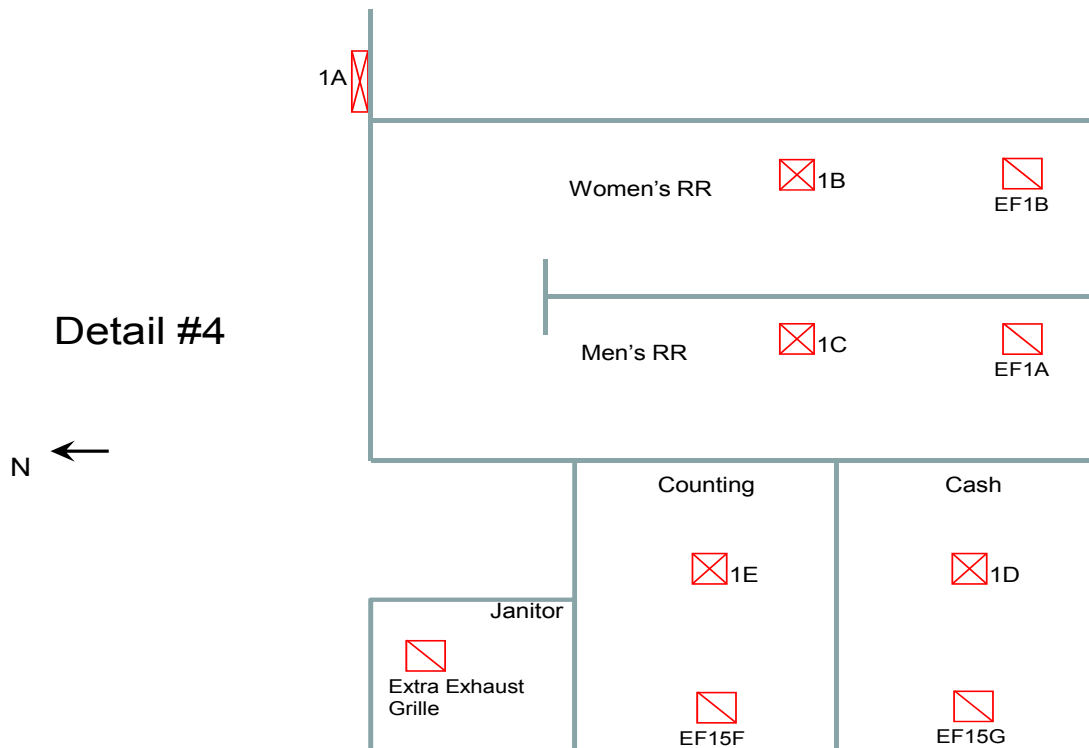 1A
Women's RR
1B
EF1B
Detail #4
Men's RR
1C
EF1A
N
Counting
Cash
1E
1D
Janitor
Extra Exhaust
Grille
EF15F
EF15G